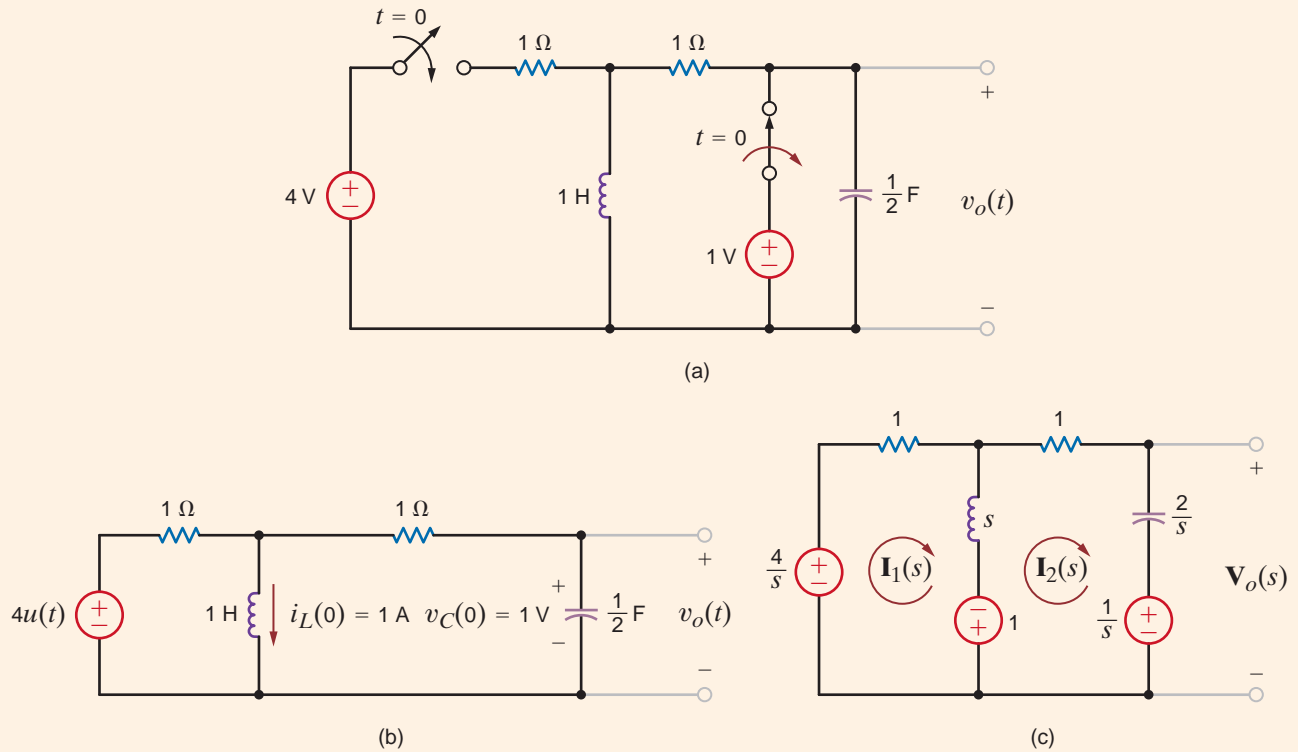 t = 0
1 Ω
1 Ω
t = 0
+
4 V
+
−
1 H
1/2 F
v_o(t)
1 V
+
−
−
(a)
1 Ω
1 Ω
+
4u(t)
+
−
1 H
i_L(0) = 1 A
v_C(0) = 1 V
+
−
1/2 F
v_o(t)
−
(b)
1
1
+
s
2/s
4/s
+
−
I_1(s)
I_2(s)
V_o(s)
−
+
1
1/s
+
−
−
(c)